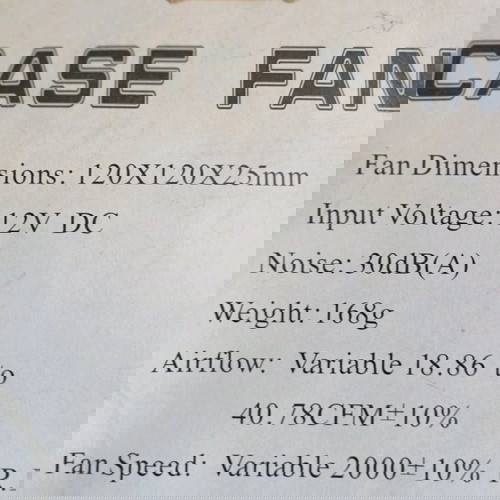 CASE FAN
Fan Dimensions: 120X120X25mm
Input Voltage: 12V DC
Noise: 30dB(A)
Weight: 168g
Airflow: Variable 18.86 to
40.78CFM±10%
Fan Speed: Variable 2000±10% R